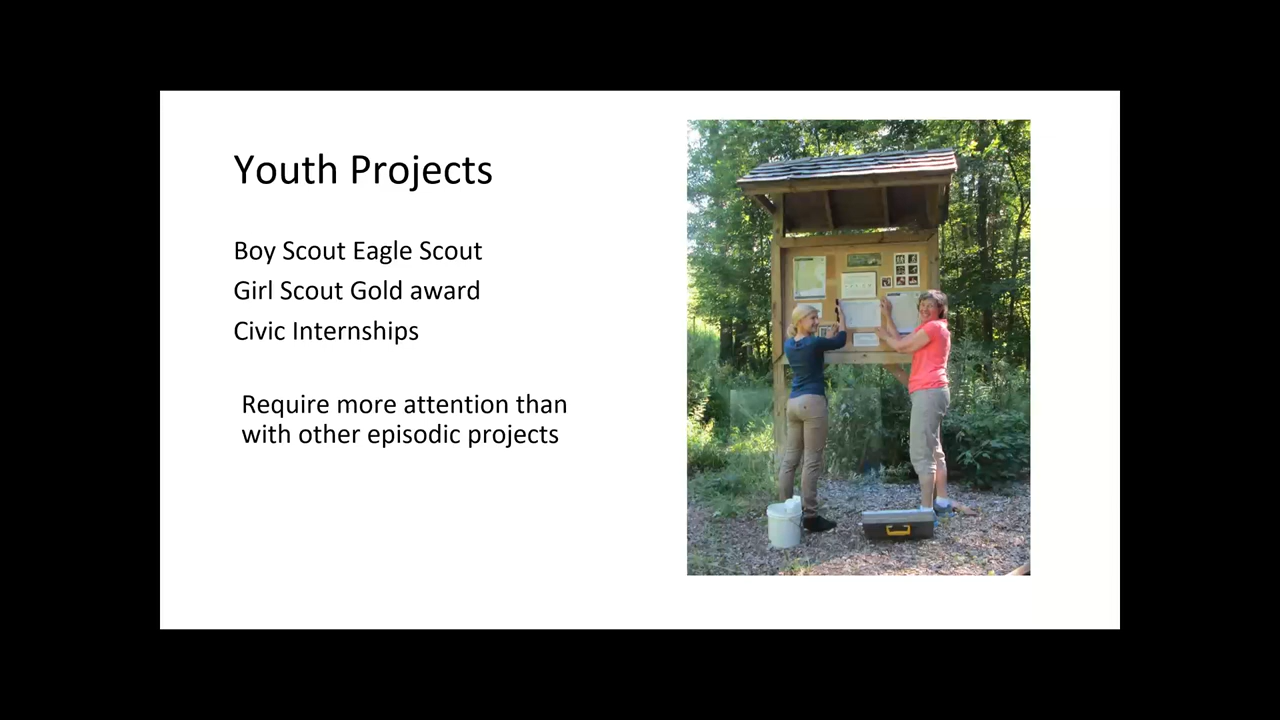 Youth Projects
Boy Scout Eagle Scout
Girl Scout Gold award
Civic Internships
Require more attention than
with other episodic projects